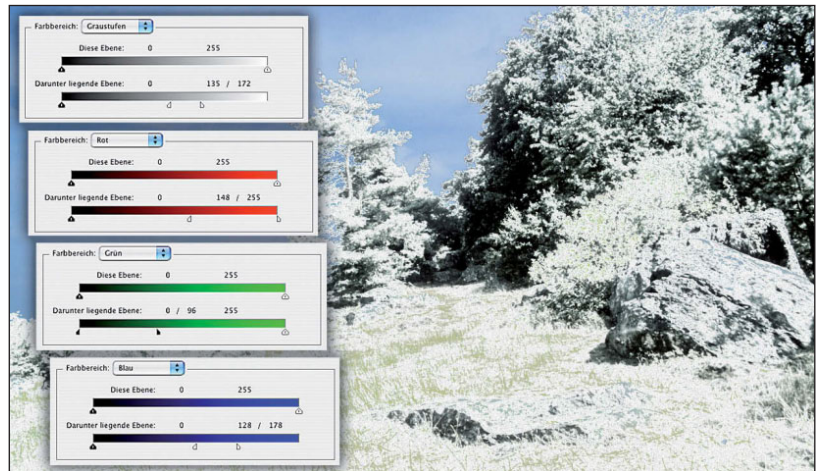 Farbbereich: Graustufen
Diese Ebene: 0 255
Darunter liegende Ebene: 0 135 / 172
Farbbereich: Rot
Diese Ebene: 0 255
Darunter liegende Ebene: 0 148 / 255
Farbbereich: Grün
Diese Ebene: 0 255
Darunter liegende Ebene: 0 / 96 255
Farbbereich: Blau
Diese Ebene: 0 255
Darunter liegende Ebene: 0 128 / 178